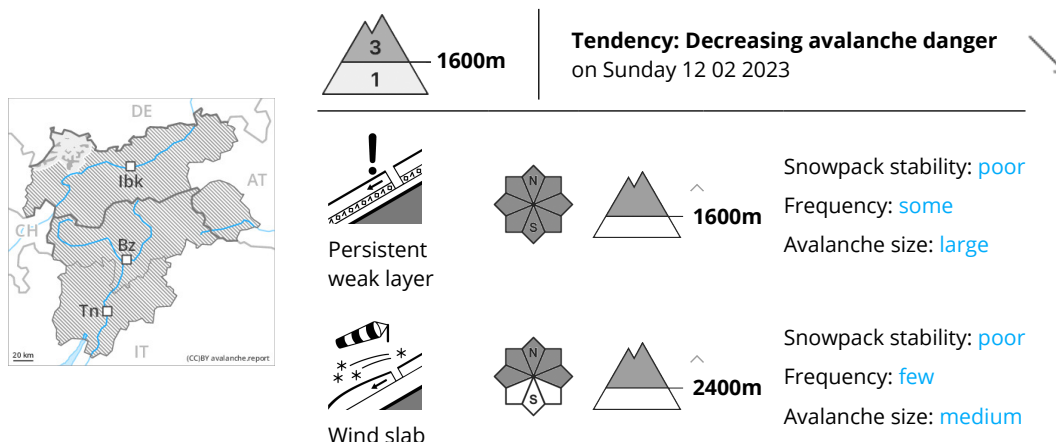 3
1
1600m
Tendency: Decreasing avalanche danger
on Sunday 12 02 2023
DE
AT
CH
IT
Ibk
Bz
Tn
20 km
(CC)BY avalanche.report
Persistent
weak layer
N
S
1600m
Snowpack stability: poor
Frequency: some
Avalanche size: large
Wind slab
N
S
2400m
Snowpack stability: poor
Frequency: few
Avalanche size: medium